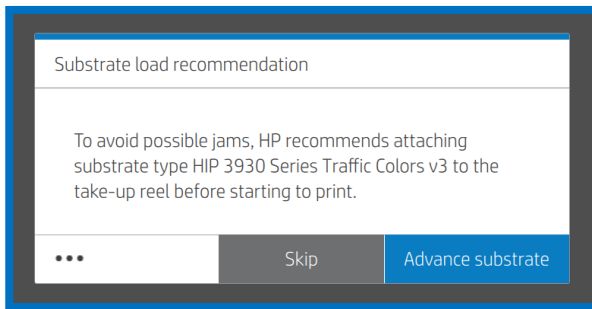 Substrate load recommendation
To avoid possible jams, HP recommends attaching
substrate type HIP 3930 Series Traffic Colors v3 to the
take-up reel before starting to print.
Skip
Advance substrate